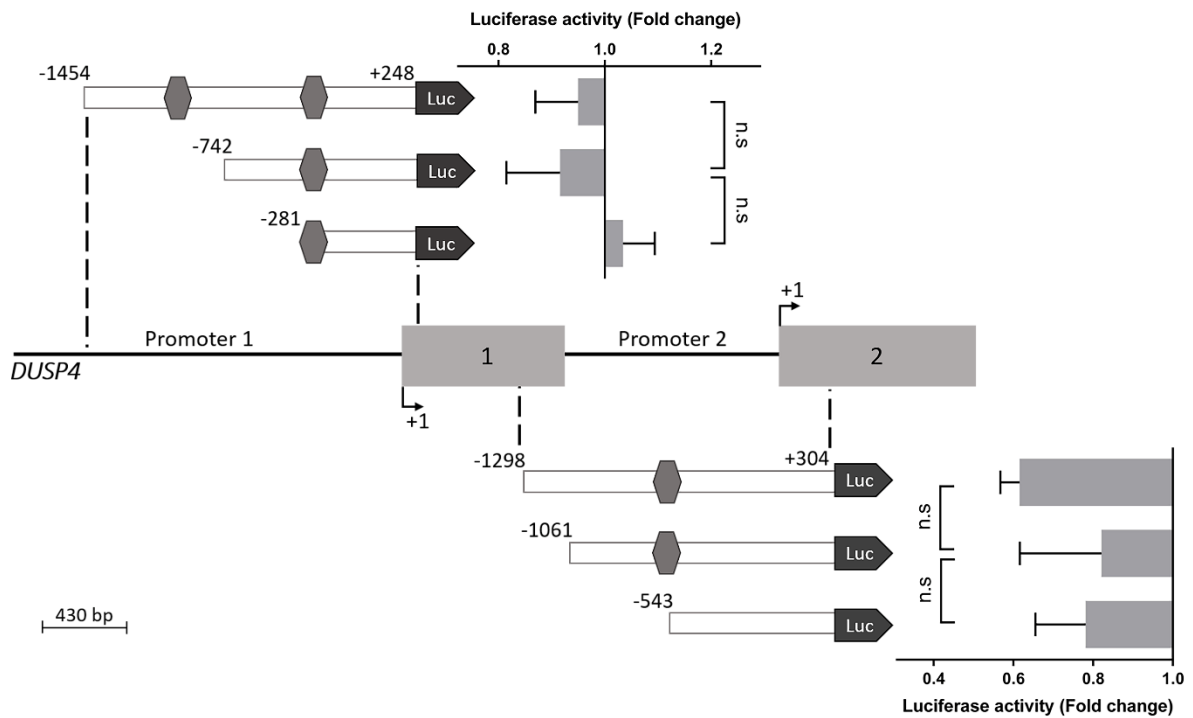 Luciferase activity (Fold change)
0.8 1.0 1.2
-1454 +248
Luc
n.s
-742
Luc
n.s
-281
Luc
+1
Promoter 1 1 Promoter 2 2
DUSP4
+1
-1298 +304
Luc
n.s
-1061
Luc
n.s
-543
Luc
430 bp
0.4 0.6 0.8 1.0
Luciferase activity (Fold change)